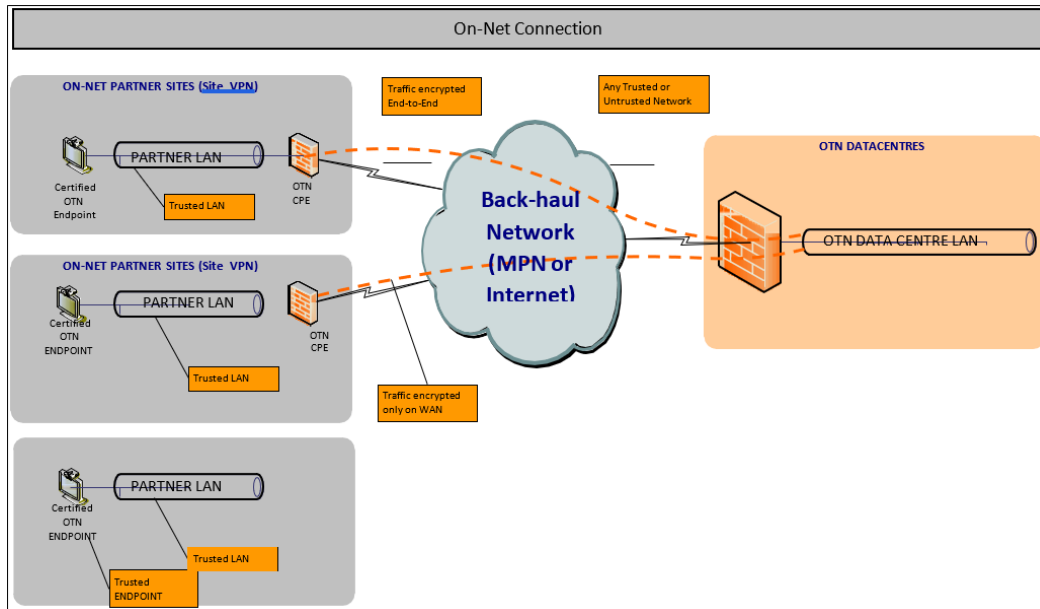 On-Net Connection
ON-NET PARTNER SITES (Site VPN)
PARTNER LAN
Certified
OTN
Endpoint
Trusted LAN
OTN
CPE
Traffic encrypted
End-to-End
Any Trusted or
Untrusted Network
Back-haul
Network
(MPN or
Internet)
OTN DATACENTRES
OTN DATA CENTRE LAN
ON-NET PARTNER SITES (Site VPN)
PARTNER LAN
Certified
OTN
ENDPOINT
Trusted LAN
OTN
CPE
Traffic encrypted
only on WAN
PARTNER LAN
Certified
OTN
ENDPOINT
Trusted LAN
Trusted
ENDPOINT